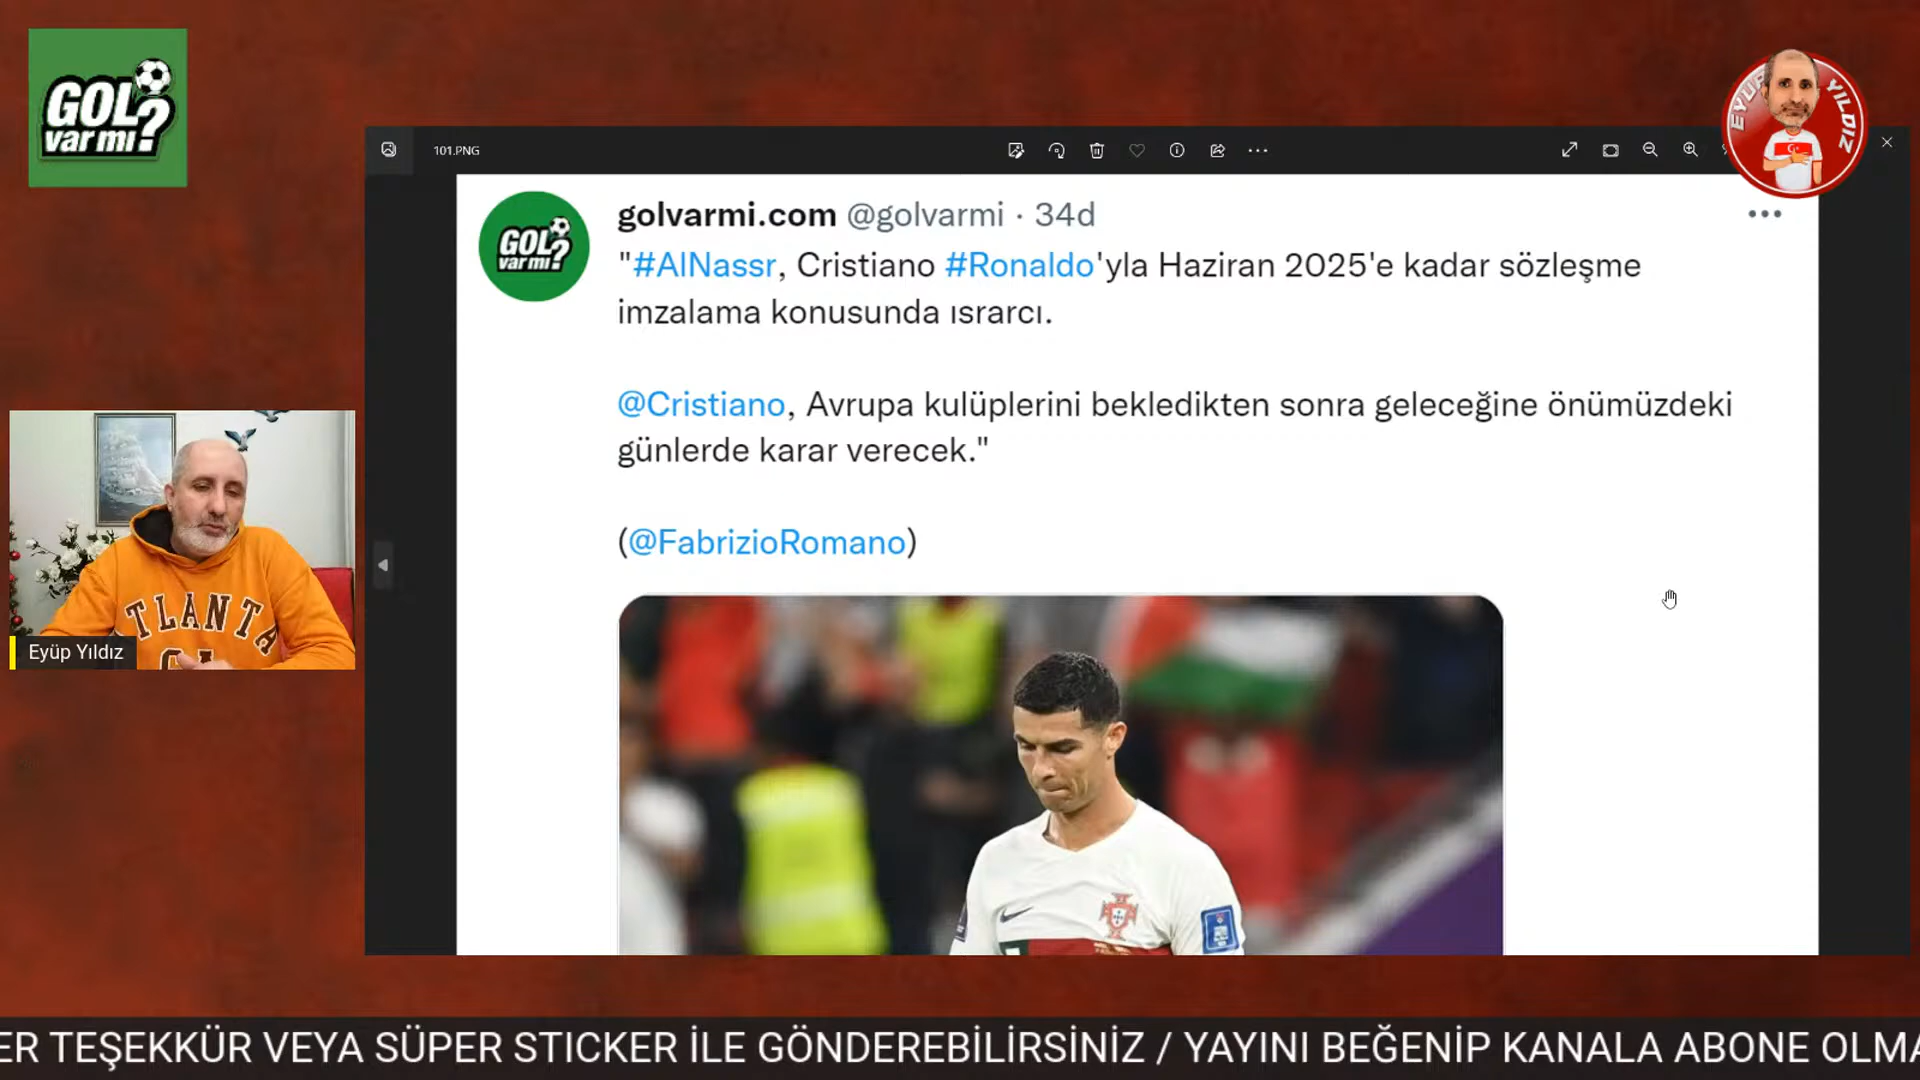 GOL
var mı?
EYÜP YILDIZ
101.PNG
golvarmi.com @golvarmi · 34d
"#AlNassr, Cristiano #Ronaldo'yla Haziran 2025'e kadar sözleşme
imzalama konusunda ısrarcı.
@Cristiano, Avrupa kulüplerini bekledikten sonra geleceğine önümüzdeki
günlerde karar verecek."
(@FabrizioRomano)
GOL
var mı?
TLANTA
Eyüp Yıldız
ER TEŞEKKÜR VEYA SÜPER STICKER İLE GÖNDEREBİLİRSİNİZ / YAYINI BEĞENİP KANALA ABONE OLMA